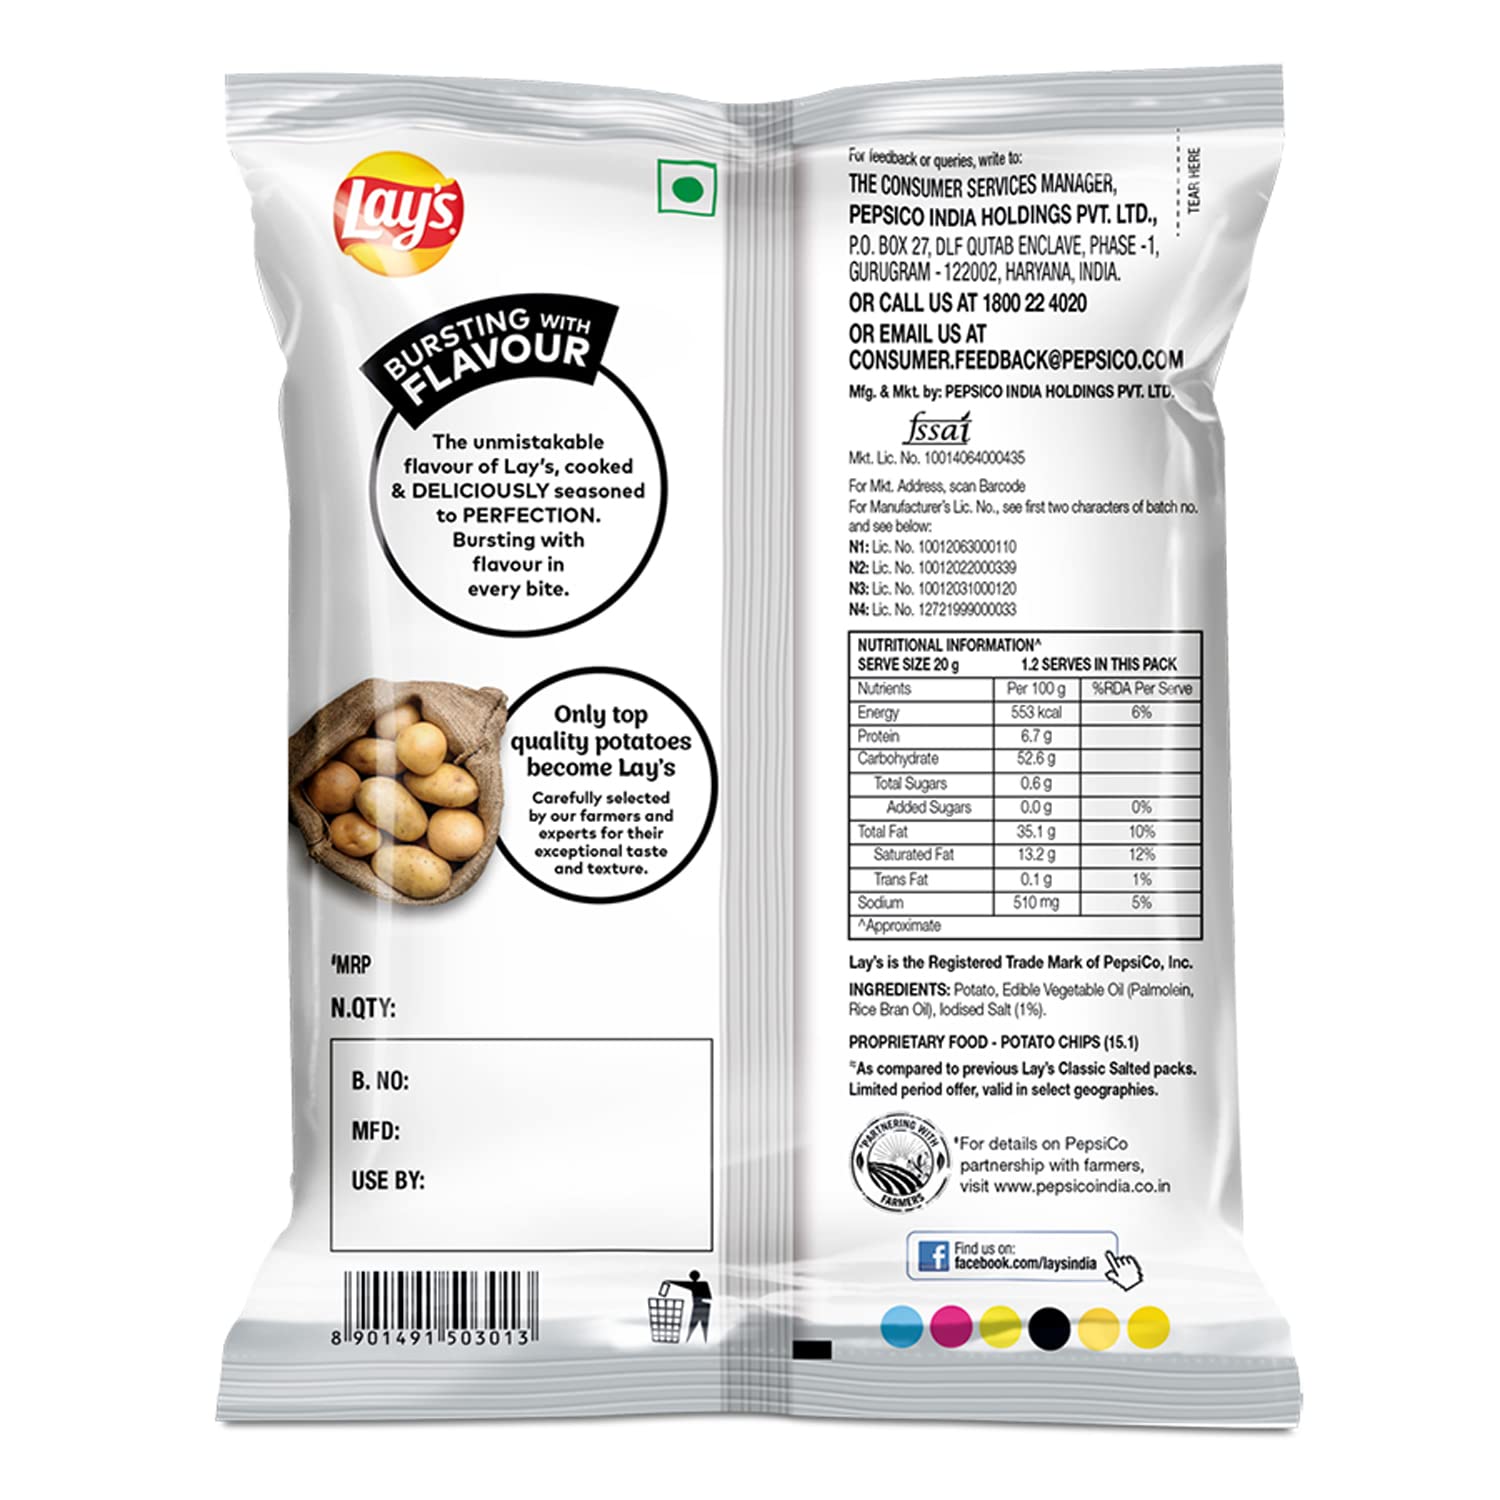 Lay's
BURSTING WITH
FLAVOUR
The unmistakable
flavour of Lay's, cooked
& DELICIOUSLY seasoned
to PERFECTION.
Bursting with
flavour in
every bite.
Only top
quality potatoes
become Lay's
Carefully selected
by our farmers and
experts for their
exceptional taste
and texture.
#MRP
N.QTY:
B. NO:
MFD:
USE BY:
8 901491 503013
For feedback or queries, write to:
THE CONSUMER SERVICES MANAGER,
PEPSICO INDIA HOLDINGS PVT. LTD.,
P.O. BOX 27, DLF QUTAB ENCLAVE, PHASE -1,
GURUGRAM - 122002, HARYANA, INDIA.
OR CALL US AT 1800 22 4020
OR EMAIL US AT
CONSUMER.FEEDBACK@PEPSICO.COM
Mfg. & Mkt. by: PEPSICO INDIA HOLDINGS PVT. LTD.
TEAR HERE
fssai
Mkt. Lic. No. 10014064000435
For Mkt. Address, scan Barcode
For Manufacturer's Lic. No., see first two characters of batch no.
and see below:
N1: Lic. No. 10012063000110
N2: Lic. No. 10012022000339
N3: Lic. No. 10012031000120
N4: Lic. No. 12721999000033
NUTRITIONAL INFORMATION^
SERVE SIZE 20 g 1.2 SERVES IN THIS PACK
Nutrients Per 100 g %RDA Per Serve
Energy 553 kcal 6%
Protein 6.7 g
Carbohydrate 52.6 g
Total Sugars 0.6 g
Added Sugars 0.0 g 0%
Total Fat 35.1 g 10%
Saturated Fat 13.2 g 12%
Trans Fat 0.1 g 1%
Sodium 510 mg 5%
^Approximate
Lay's is the Registered Trade Mark of PepsiCo, Inc.
INGREDIENTS: Potato, Edible Vegetable Oil (Palmolein,
Rice Bran Oil), Iodised Salt (1%).
PROPRIETARY FOOD - POTATO CHIPS (15.1)
≈As compared to previous Lay's Classic Salted packs.
Limited period offer, valid in select geographies.
#PARTNERING WITH
FARMERS
#For details on PepsiCo
partnership with farmers,
visit www.pepsicoindia.co.in
f
Find us on:
facebook.com/laysindia